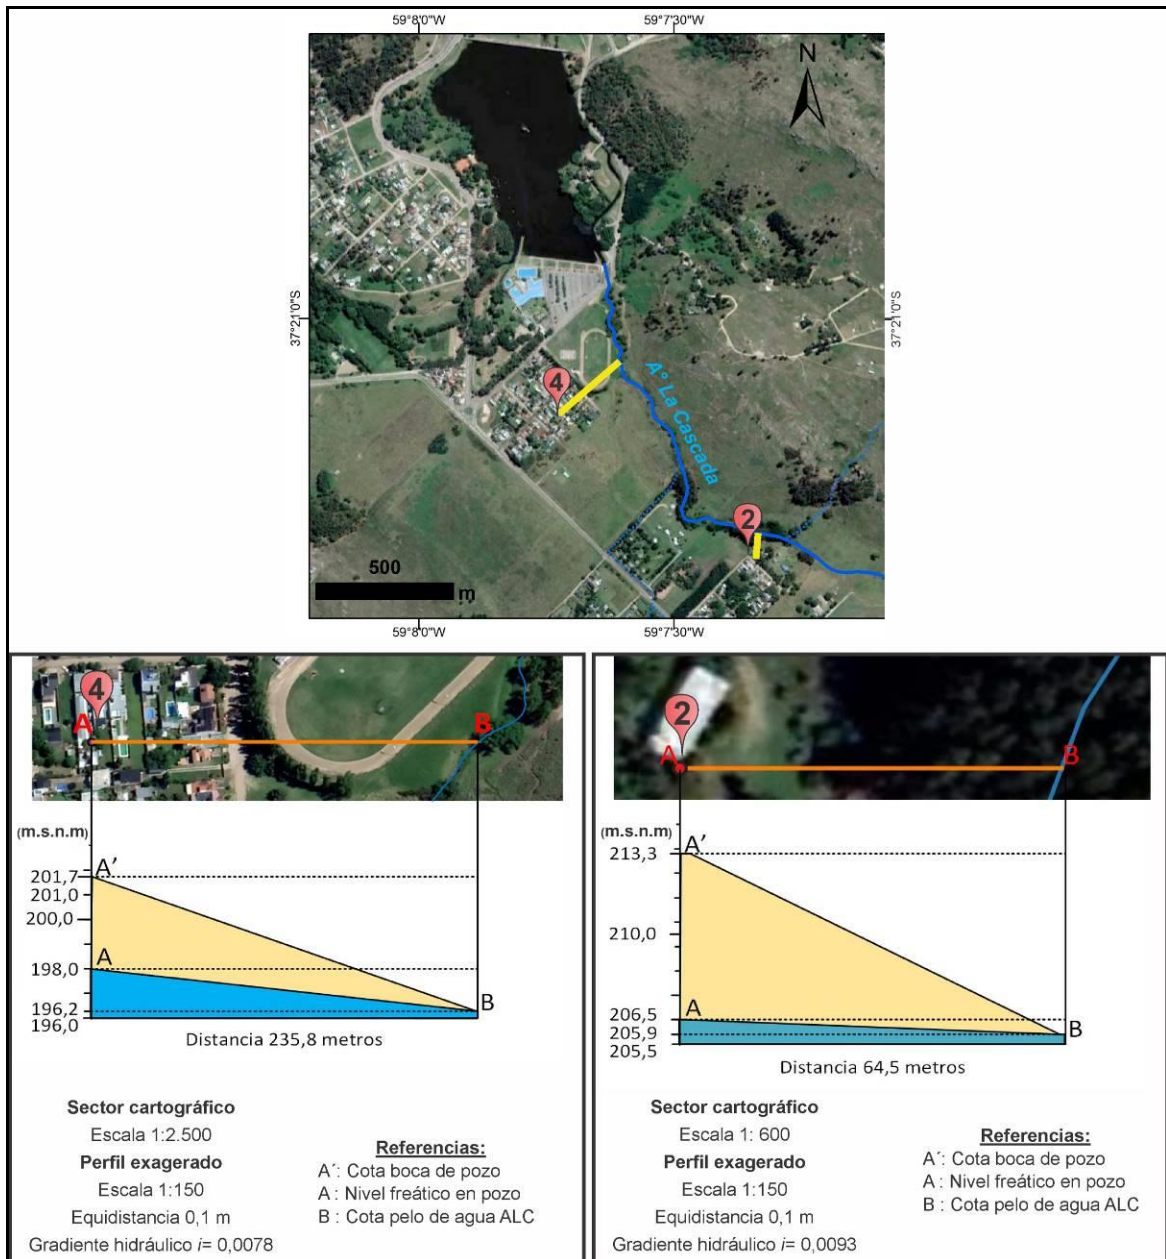 59°8'0"W
59°7'30"W
N
37°21'0"S
37°21'0"S
4
A° La Cascada
2
500
m
59°8'0"W
59°7'30"W
4
A
B
(m.s.n.m)
A´
201,7
201,0
200,0
A
198,0
196,2
B
196,0
Distancia 235,8 metros
Sector cartográfico
Escala 1:2.500
Perfil exagerado
Escala 1:150
Equidistancia 0,1 m
Gradiente hidráulico i= 0,0078
Referencias:
A´: Cota boca de pozo
A : Nivel freático en pozo
B : Cota pelo de agua ALC
2
A
B
(m.s.n.m)
A´
213,3
210,0
A
206,5
205,9
B
205,5
Distancia 64,5 metros
Sector cartográfico
Escala 1: 600
Perfil exagerado
Escala 1:150
Equidistancia 0,1 m
Gradiente hidráulico i= 0,0093
Referencias:
A´: Cota boca de pozo
A : Nivel freático en pozo
B : Cota pelo de agua ALC